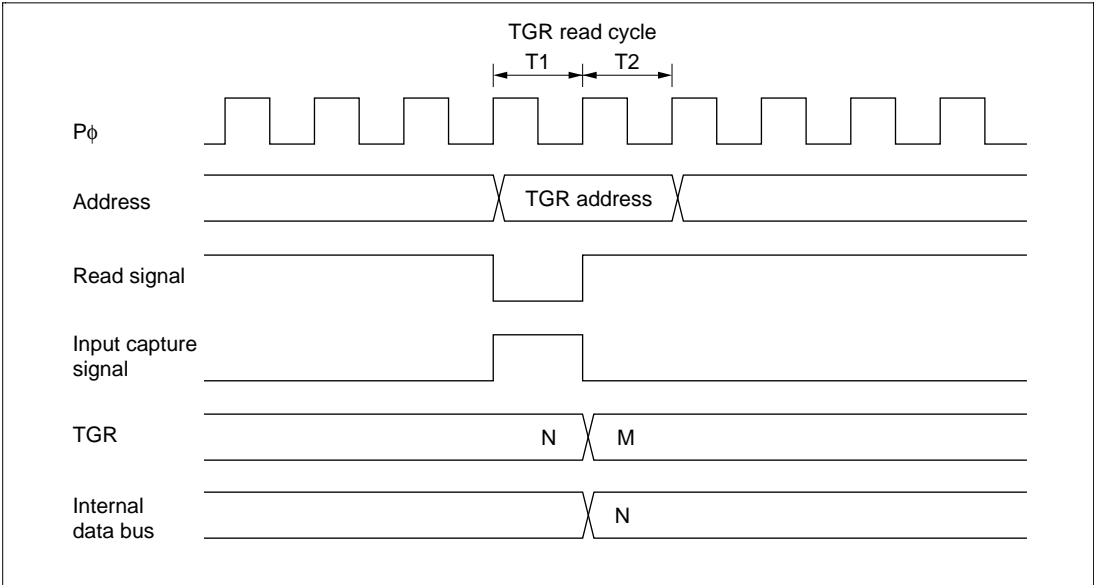 TGR read cycle
T1 T2
Pϕ
Address
TGR address
Read signal
Input capture
signal
TGR
N M
Internal
data bus
N